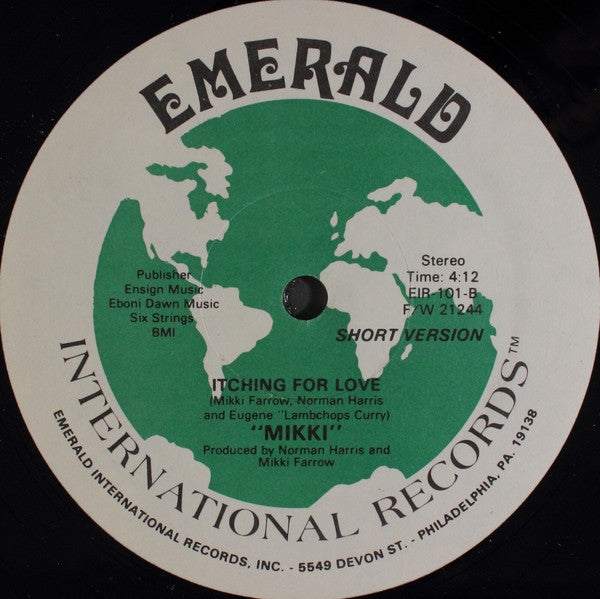 EMERALD
Publisher
Ensign Music
Eboni Dawn Music
Six Strings
BMI
Stereo
Time: 4:12
EIR-101-B
F/W 21244
SHORT VERSION
ITCHING FOR LOVE
(Mikki Farrow, Norman Harris
and Eugene "Lambchops Curry)
"MIKKI"
Produced by Norman Harris and
Mikki Farrow
INTERNATIONAL RECORDS™
EMERALD INTERNATIONAL RECORDS, INC. - 5549 DEVON ST. - PHILADELPHIA, PA. 19138